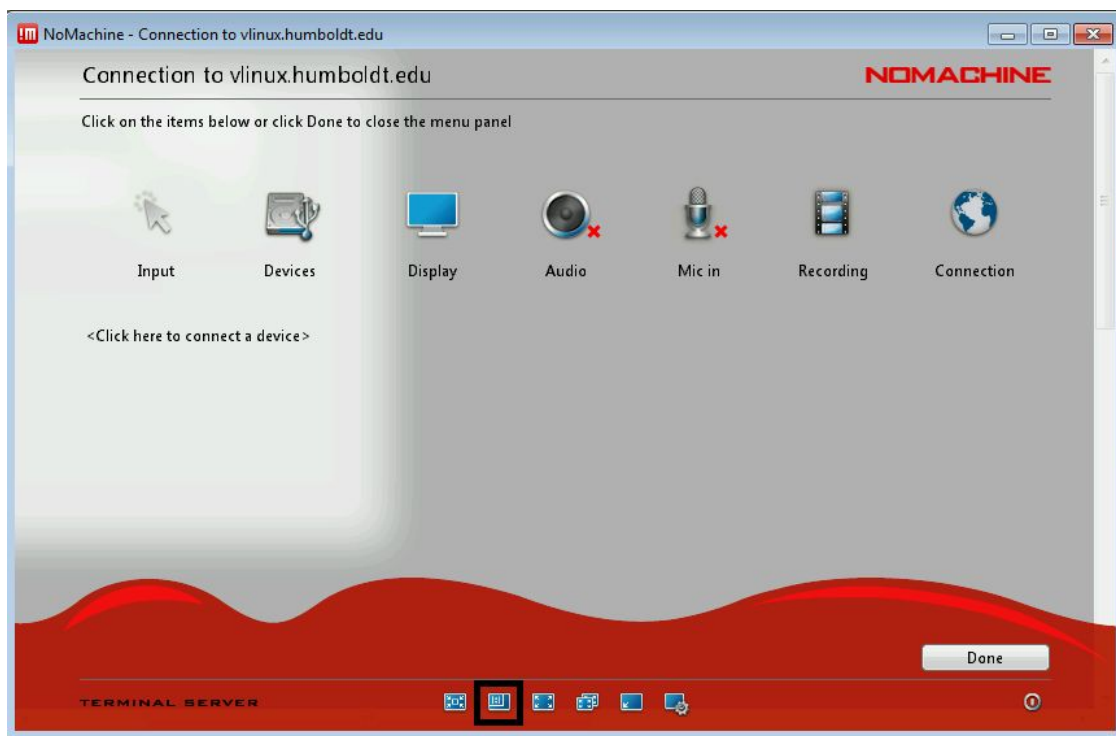 NoMachine - Connection to vlinux.humboldt.edu
Connection to vlinux.humboldt.edu
NOMACHINE
Click on the items below or click Done to close the menu panel
Input Devices Display Audio Mic in Recording Connection
<Click here to connect a device>
Done
TERMINAL SERVER